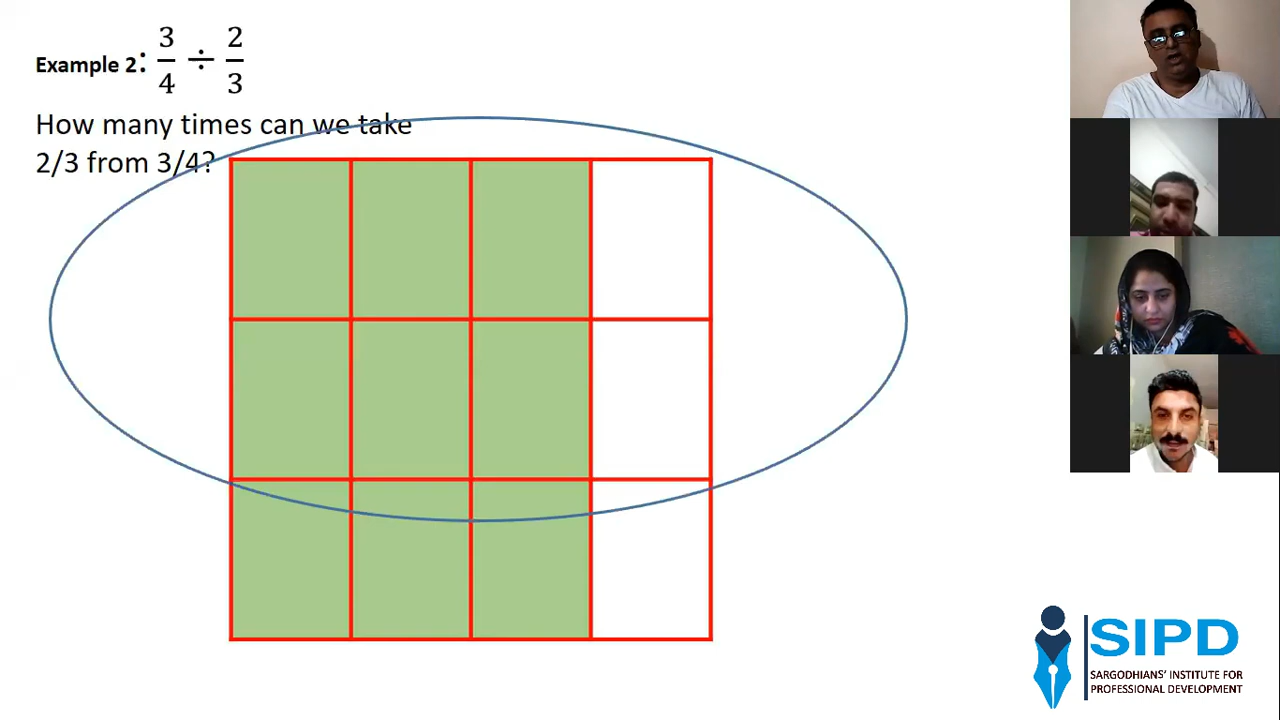 Example 2: 3/4 ÷ 2/3
How many times can we take
2/3 from 3/4?
SIPD
SARGODHIANS' INSTITUTE FOR
PROFESSIONAL DEVELOPMENT